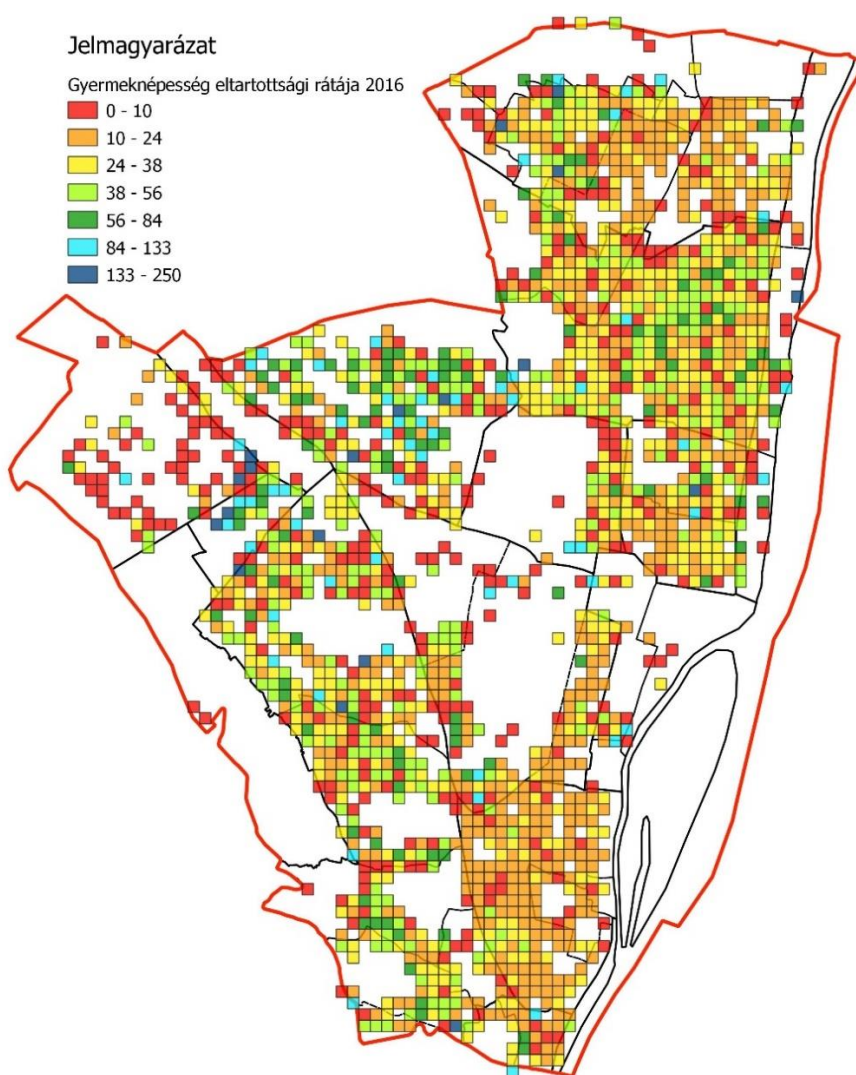 Jelmagyarázat
Gyermeknépesség eltartottsági rátája 2016
0 - 10
10 - 24
24 - 38
38 - 56
56 - 84
84 - 133
133 - 250